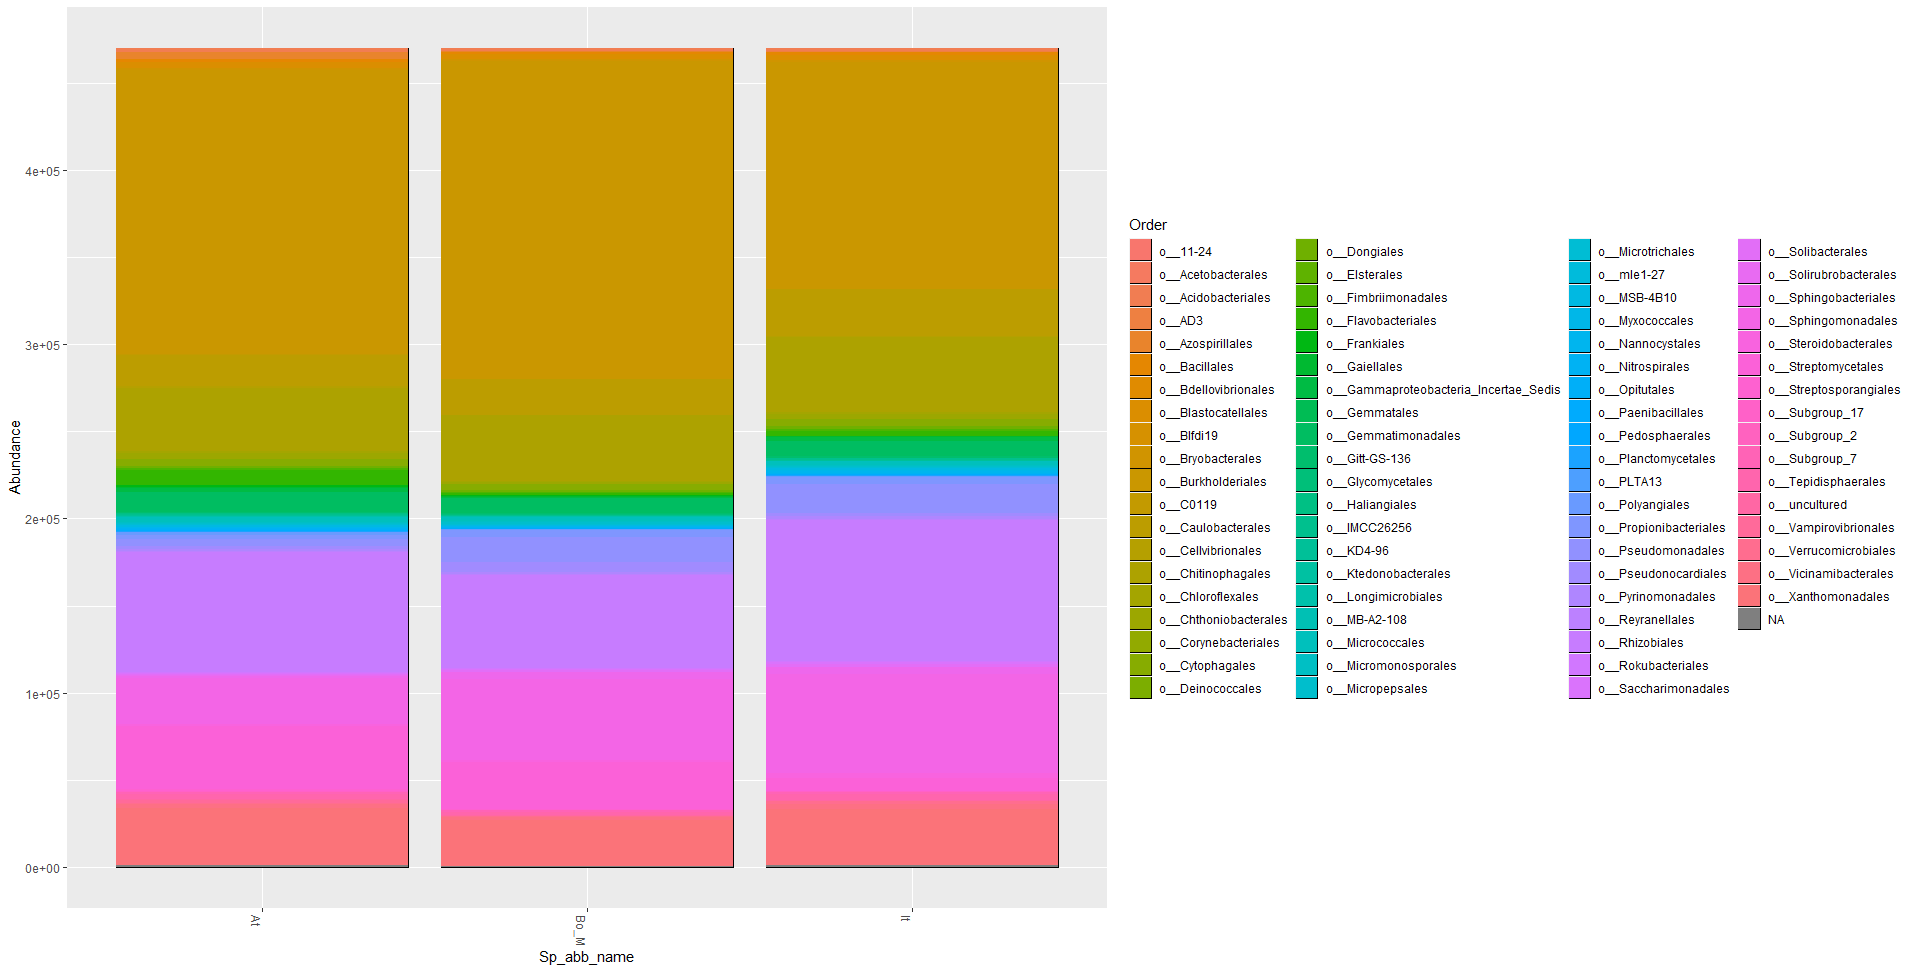 Abundance
4e+05
3e+05
2e+05
1e+05
0e+00
At
Bo_M
It
Sp_abb_name
Order
o__11-24
o__Acetobacterales
o__Acidobacteriales
o__AD3
o__Azospirillales
o__Bacillales
o__Bdellovibrionales
o__Blastocatellales
o__Blfdi19
o__Bryobacterales
o__Burkholderiales
o__C0119
o__Caulobacterales
o__Cellvibrionales
o__Chitinophagales
o__Chloroflexales
o__Chthoniobacterales
o__Corynebacteriales
o__Cytophagales
o__Deinococcales
o__Dongiales
o__Elsterales
o__Fimbriimonadales
o__Flavobacteriales
o__Frankiales
o__Gaiellales
o__Gammaproteobacteria_Incertae_Sedis
o__Gemmatales
o__Gemmatimonadales
o__Gitt-GS-136
o__Glycomycetales
o__Haliangiales
o__IMCC26256
o__KD4-96
o__Ktedonobacterales
o__Longimicrobiales
o__MB-A2-108
o__Micrococcales
o__Micromonosporales
o__Micropepsales
o__Microtrichales
o__mle1-27
o__MSB-4B10
o__Myxococcales
o__Nannocystales
o__Nitrospirales
o__Opitutales
o__Paenibacillales
o__Pedosphaerales
o__Planctomycetales
o__PLTA13
o__Polyangiales
o__Propionibacteriales
o__Pseudomonadales
o__Pseudonocardiales
o__Pyrinomonadales
o__Reyranellales
o__Rhizobiales
o__Rokubacteriales
o__Saccharimonadales
o__Solibacterales
o__Solirubrobacterales
o__Sphingobacteriales
o__Sphingomonadales
o__Steroidobacterales
o__Streptomycetales
o__Streptosporangiales
o__Subgroup_17
o__Subgroup_2
o__Subgroup_7
o__Tepidisphaerales
o__uncultured
o__Vampirovibrionales
o__Verrucomicrobiales
o__Vicinamibacterales
o__Xanthomonadales
NA